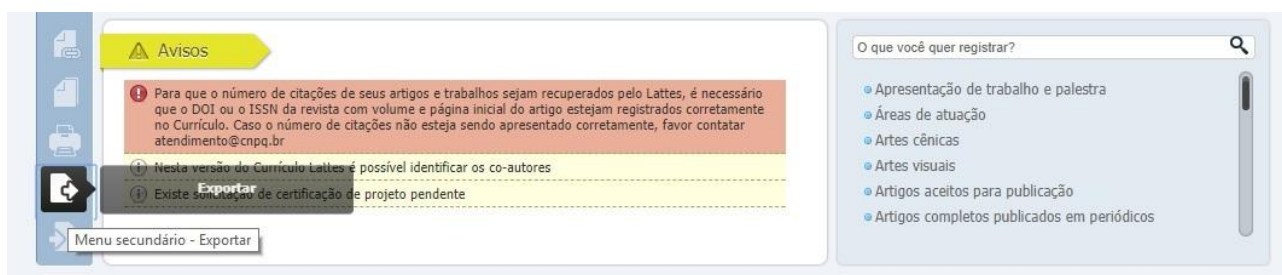 Avisos
Para que o número de citações de seus artigos e trabalhos sejam recuperados pelo Lattes, é necessário
que o DOI ou o ISSN da revista com volume e página inicial do artigo estejam registrados corretamente
no Currículo. Caso o número de citações não esteja sendo apresentado corretamente, favor contatar
atendimento@cnpq.br
Nesta versão do Currículo Lattes é possível identificar os co-autores
Existe solicitação de certificação de projeto pendente
Exportar
Menu secundário - Exportar
O que você quer registrar?
Apresentação de trabalho e palestra
Áreas de atuação
Artes cênicas
Artes visuais
Artigos aceitos para publicação
Artigos completos publicados em periódicos